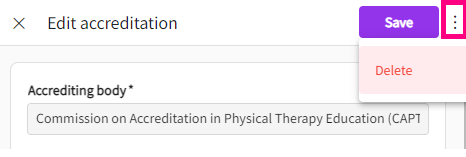 Edit accreditation
Save
Delete
Accrediting body*
Commission on Accreditation in Physical Therapy Education (CAPT